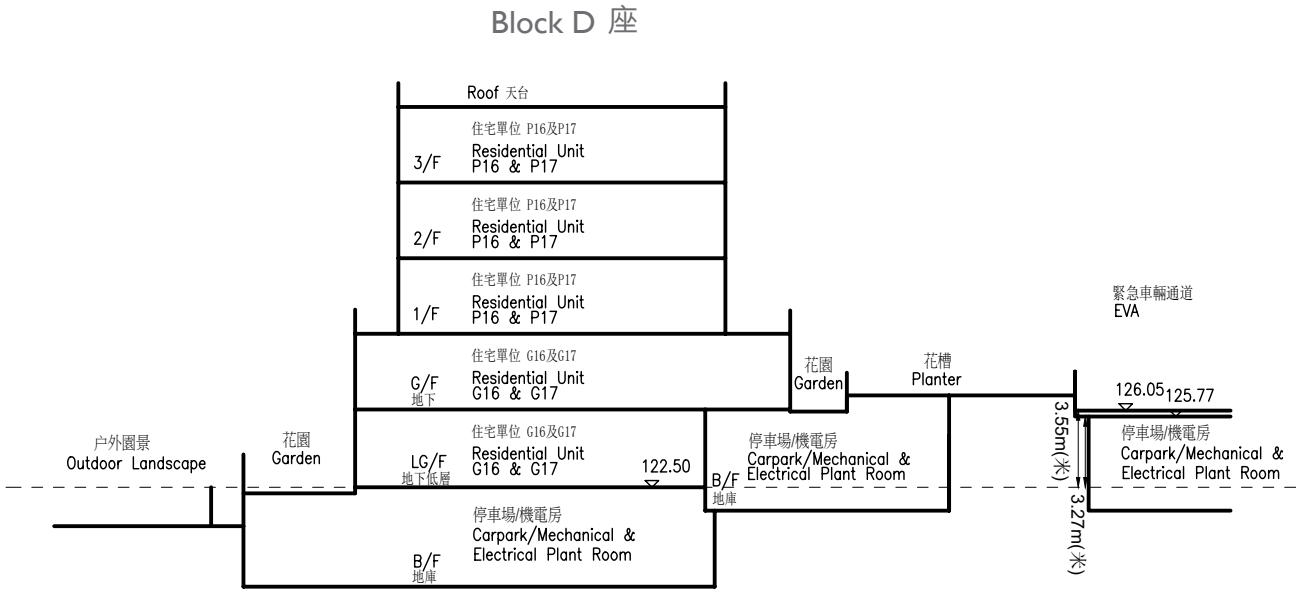 Block D 座
Roof 天台
住宅單位 P16及P17
3/F
Residential Unit
P16 & P17
住宅單位 P16及P17
2/F
Residential Unit
P16 & P17
住宅單位 P16及P17
1/F
Residential Unit
P16 & P17
緊急車輛通道
EVA
住宅單位 G16及G17
G/F
地下
Residential Unit
G16 & G17
花園
Garden
花槽
Planter
126.05
125.77
3.55m(米)
3.27m(米)
户外園景
Outdoor Landscape
花園
Garden
住宅單位 G16及G17
LG/F
地下低層
Residential Unit
G16 & G17
122.50
停車場/機電房
Carpark/Mechanical &
Electrical Plant Room
B/F
地庫
停車場/機電房
Carpark/Mechanical &
Electrical Plant Room
停車場/機電房
Carpark/Mechanical &
Electrical Plant Room
B/F
地庫